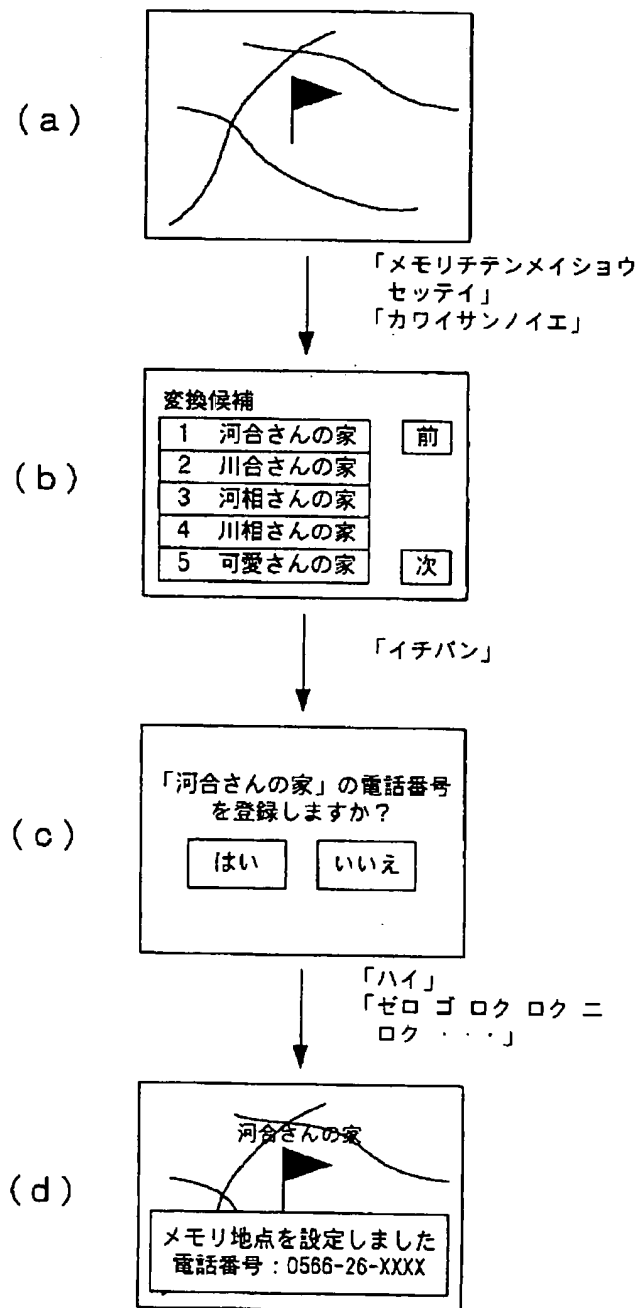 (a)
「メモリチテンメイショウ
セッテイ」
「カワイサンノイエ」
(b)
変換候補
1 河合さんの家
前
2 川合さんの家
3 河相さんの家
4 川相さんの家
5 可愛さんの家
次
「イチバン」
(c)
「河合さんの家」の電話番号
を登録しますか？
はい いいえ
「ハイ」
「ゼロ ゴ ロク ロク ニ
ロク ・・・」
(d)
河合さんの家
メモリ地点を設定しました
電話番号：0566-26-XXXX